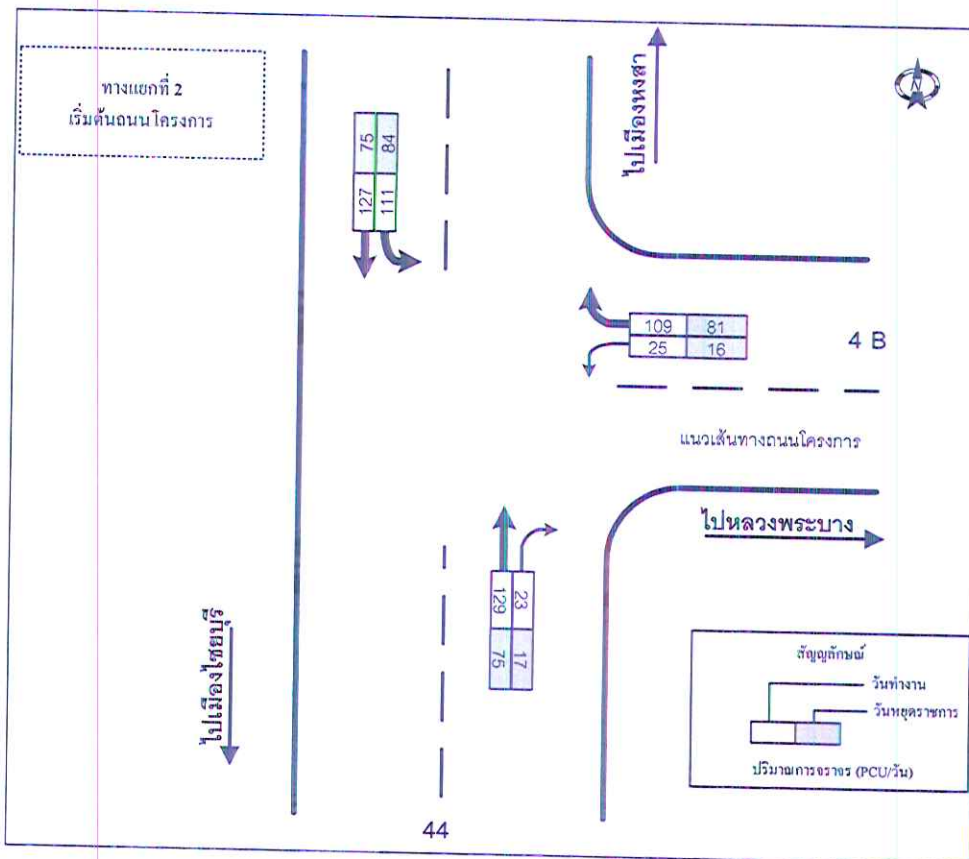 ทางแยกที่ 2
เริ่มต้นถนนโครงการ
ไปเมืองหงสา
N
75 84
127 111
109 81
25 16
4 B
แนวเส้นทางถนนโครงการ
ไปหลวงพระบาง
129 23
75 17
ไปเมืองไชยบุรี
สัญญลักษณ์
วันทำงาน
วันหยุดราชการ
ปริมาณการจราจร (PCU/วัน)
44